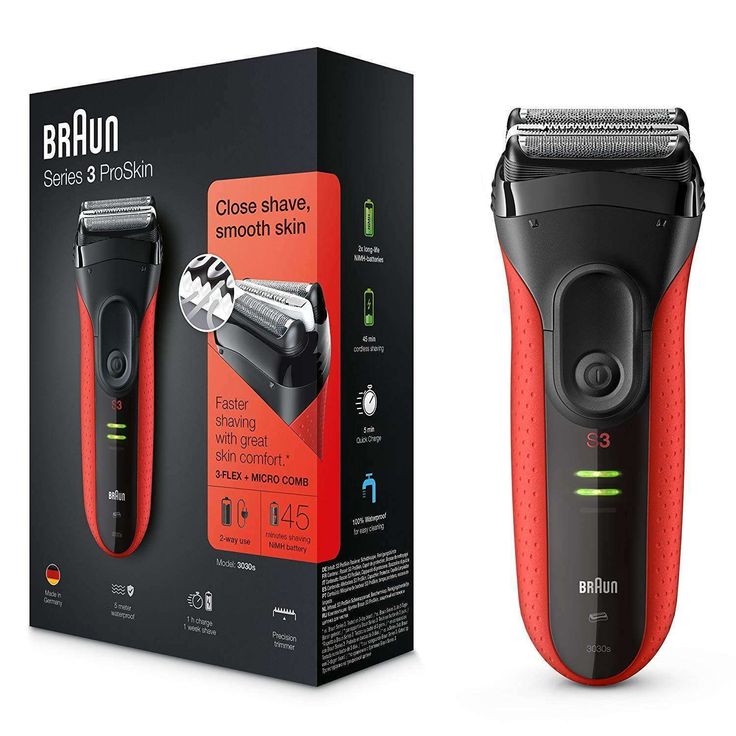 BRAUN
Series 3 ProSkin
Close shave,
smooth skin
2x long-life
NiMH-batteries
45 min
cordless shaving
5 min
Quick Charge
100% Waterproof
for easy cleaning
Faster
shaving
with great
skin comfort.*
3-FLEX + MICRO COMB
2-way use
45
minutes shaving
NiMH battery
Model: 3030s
S3
BRAUN
3030s
Made in
Germany
5 meter
waterproof
1 h charge
1 week shave
Precision
trimmer
S3
BRAUN
3030s